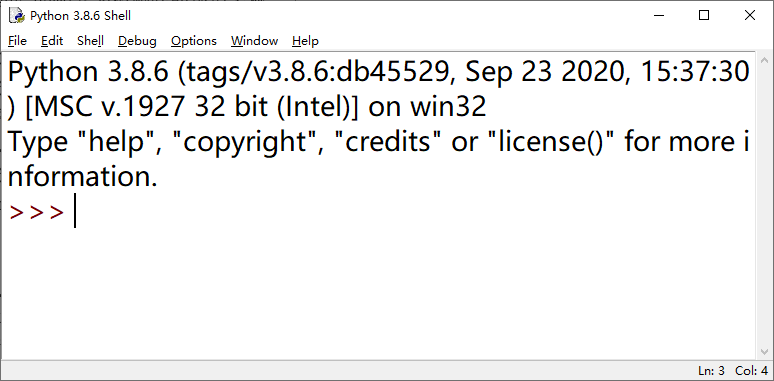 Python 3.8.6 Shell
File Edit Shell Debug Options Window Help
Python 3.8.6 (tags/v3.8.6:db45529, Sep 23 2020, 15:37:30
) [MSC v.1927 32 bit (Intel)] on win32
Type "help", "copyright", "credits" or "license()" for more i
nformation.
>>>
Ln: 3 Col: 4